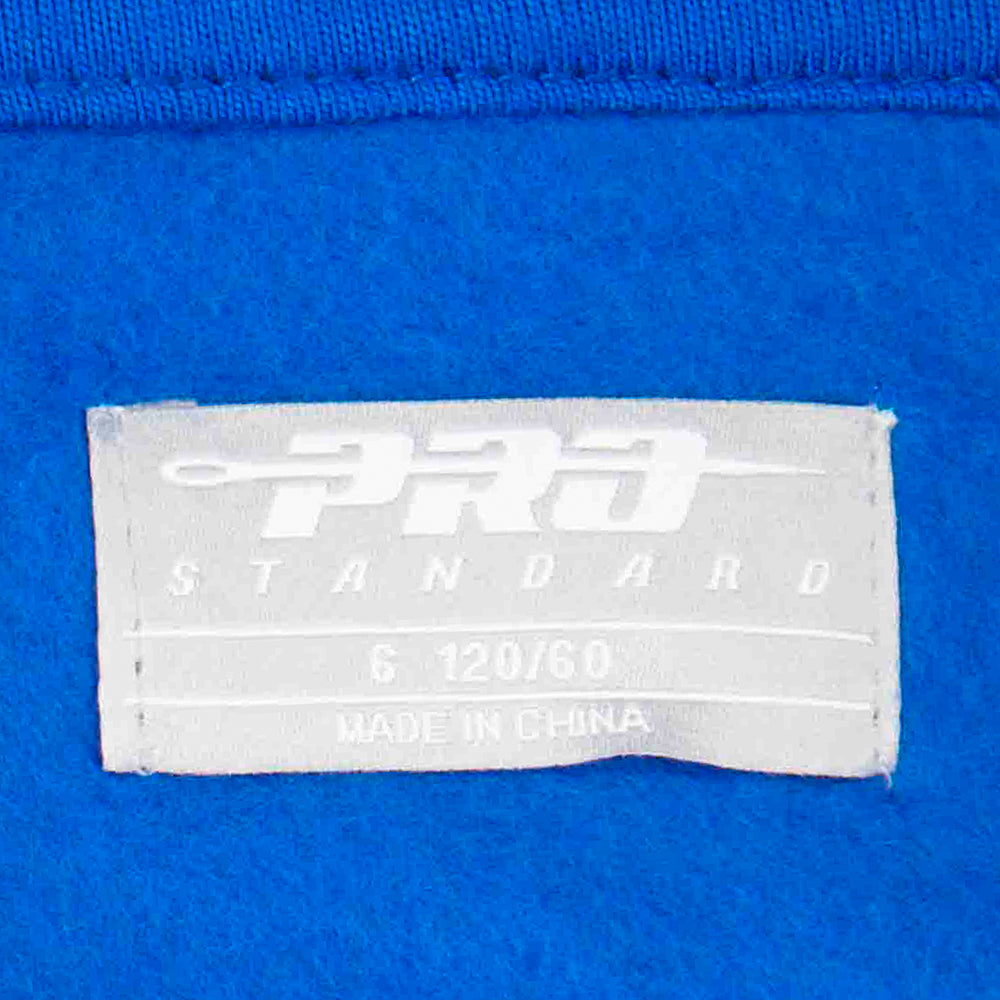 PRO
STANDARD
6 120/60
MADE IN CHINA